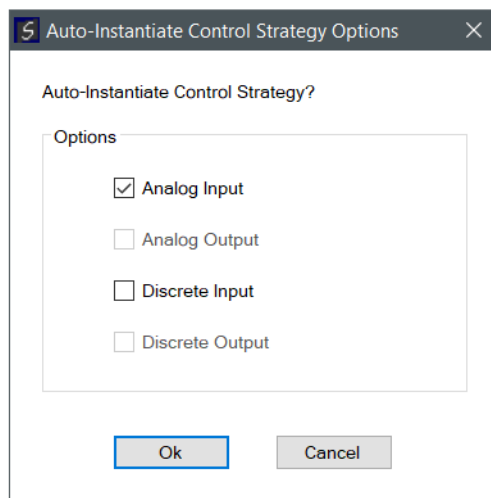 Auto-Instantiate Control Strategy Options
Auto-Instantiate Control Strategy?
Options
Analog Input
Analog Output
Discrete Input
Discrete Output
Ok Cancel